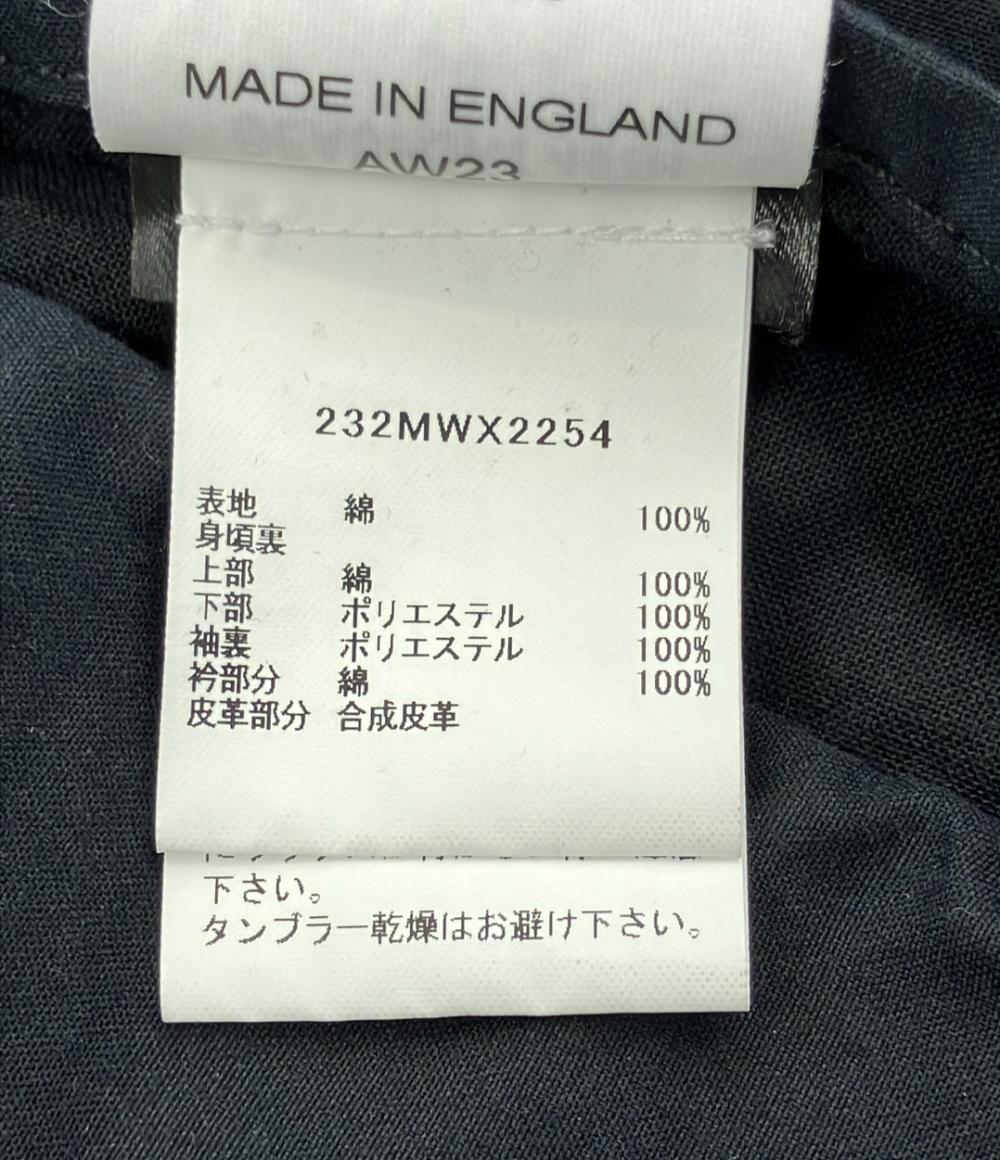 MADE IN ENGLAND
AW23
232MWX2254
表地 綿 100%
身頃裏
上部 綿 100%
下部 ポリエステル 100%
袖裏 ポリエステル 100%
衿部分 綿 100%
皮革部分 合成皮革
下さい。
タンブラー乾燥はお避け下さい。